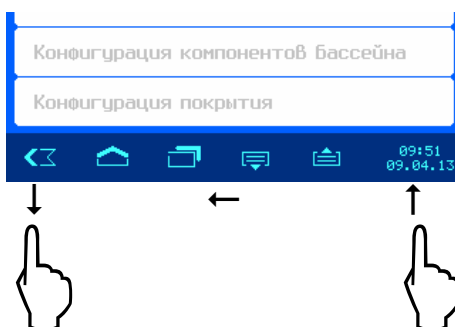 Конфигурация компонентов бассейна
Конфигурация покрытия
09:51
09.04.13